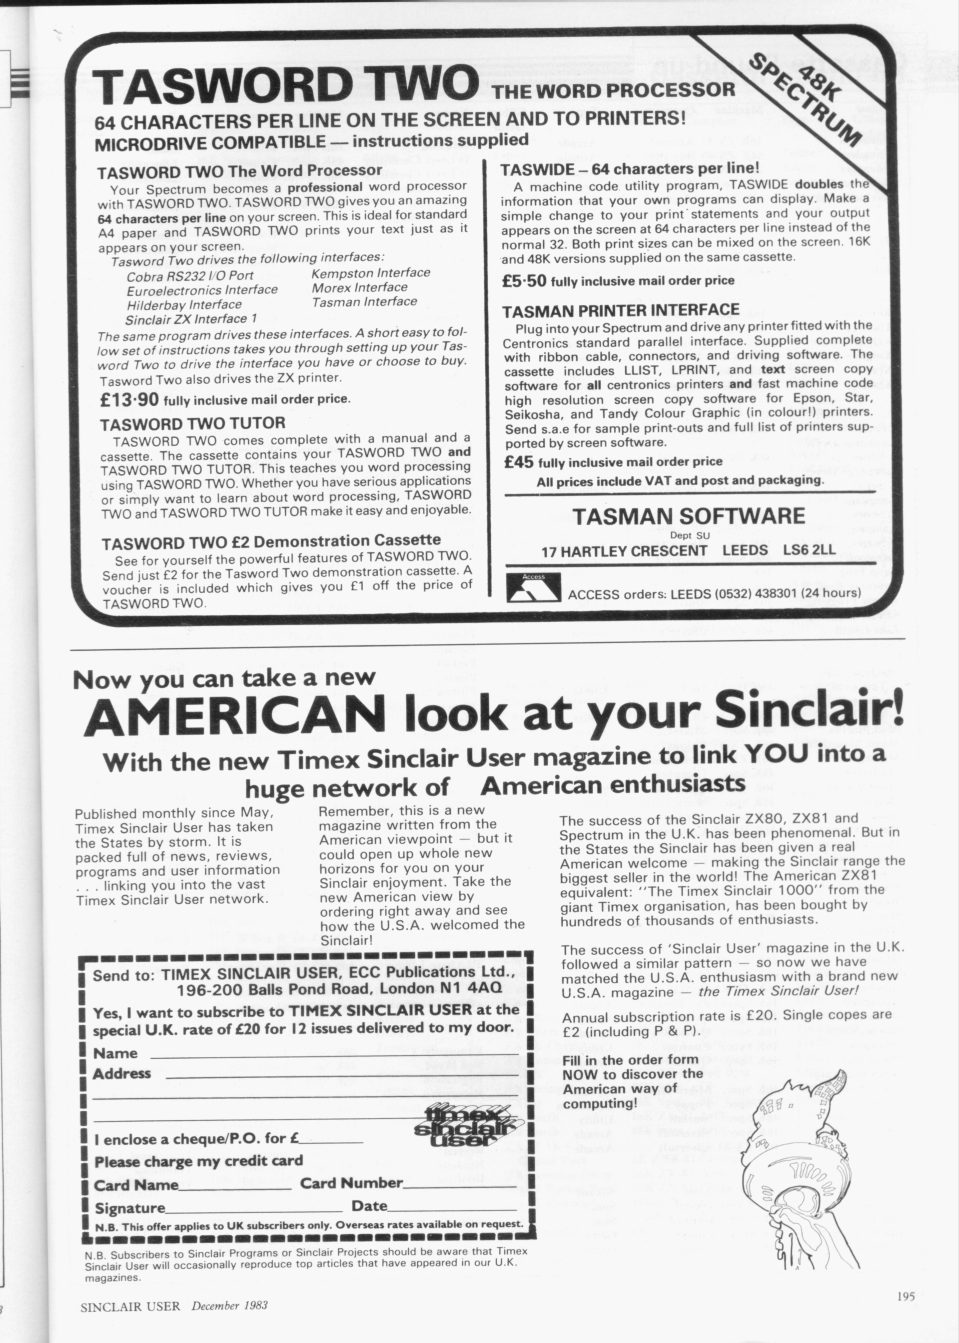 TASWORD TWO THE WORD PROCESSOR
48K
SPECTRUM
64 CHARACTERS PER LINE ON THE SCREEN AND TO PRINTERS!
MICRODRIVE COMPATIBLE — instructions supplied
TASWORD TWO The Word Processor
Your Spectrum becomes a professional word processor
with TASWORD TWO. TASWORD TWO gives you an amazing
64 characters per line on your screen. This is ideal for standard
A4 paper and TASWORD TWO prints your text just as it
appears on your screen.
Tasword Two drives the following interfaces:
Cobra RS232 I/O Port
Euroelectronics Interface
Hilderbay Interface
Sinclair ZX Interface 1
Kempston Interface
Morex Interface
Tasman Interface
The same program drives these interfaces. A short easy to fol-
low set of instructions takes you through setting up your Tas-
word Two to drive the interface you have or choose to buy.
Tasword Two also drives the ZX printer.
£13·90 fully inclusive mail order price.
TASWORD TWO TUTOR
TASWORD TWO comes complete with a manual and a
cassette. The cassette contains your TASWORD TWO and
TASWORD TWO TUTOR. This teaches you word processing
using TASWORD TWO. Whether you have serious applications
or simply want to learn about word processing, TASWORD
TWO and TASWORD TWO TUTOR make it easy and enjoyable.
TASWORD TWO £2 Demonstration Cassette
See for yourself the powerful features of TASWORD TWO.
Send just £2 for the Tasword Two demonstration cassette. A
voucher is included which gives you £1 off the price of
TASWORD TWO.
TASWIDE – 64 characters per line!
A machine code utility program, TASWIDE doubles the
information that your own programs can display. Make a
simple change to your print statements and your output
appears on the screen at 64 characters per line instead of the
normal 32. Both print sizes can be mixed on the screen. 16K
and 48K versions supplied on the same cassette.
£5·50 fully inclusive mail order price
TASMAN PRINTER INTERFACE
Plug into your Spectrum and drive any printer fitted with the
Centronics standard parallel interface. Supplied complete
with ribbon cable, connectors, and driving software. The
cassette includes LLIST, LPRINT, and text screen copy
software for all centronics printers and fast machine code
high resolution screen copy software for Epson, Star,
Seikosha, and Tandy Colour Graphic (in colour!) printers.
Send s.a.e for sample print-outs and full list of printers sup-
ported by screen software.
£45 fully inclusive mail order price
All prices include VAT and post and packaging.
TASMAN SOFTWARE
Dept SU
17 HARTLEY CRESCENT LEEDS LS6 2LL
Access
ACCESS orders: LEEDS (0532) 438301 (24 hours)
Now you can take a new
AMERICAN look at your Sinclair!
With the new Timex Sinclair User magazine to link YOU into a
huge network of American enthusiasts
Published monthly since May,
Timex Sinclair User has taken
the States by storm. It is
packed full of news, reviews,
programs and user information
. . . linking you into the vast
Timex Sinclair User network.
Remember, this is a new
magazine written from the
American viewpoint — but it
could open up whole new
horizons for you on your
Sinclair enjoyment. Take the
new American view by
ordering right away and see
how the U.S.A. welcomed the
Sinclair!
The success of the Sinclair ZX80, ZX81 and
Spectrum in the U.K. has been phenomenal. But in
the States the Sinclair has been given a real
American welcome — making the Sinclair range the
biggest seller in the world! The American ZX81
equivalent: ''The Timex Sinclair 1000'' from the
giant Timex organisation, has been bought by
hundreds of thousands of enthusiasts.
The success of 'Sinclair User' magazine in the U.K.
followed a similar pattern — so now we have
matched the U.S.A. enthusiasm with a brand new
U.S.A. magazine — the Timex Sinclair User!
Annual subscription rate is £20. Single copes are
£2 (including P & P).
Fill in the order form
NOW to discover the
American way of
computing!
Send to: TIMEX SINCLAIR USER, ECC Publications Ltd.,
196-200 Balls Pond Road, London N1 4AQ
Yes, I want to subscribe to TIMEX SINCLAIR USER at the
special U.K. rate of £20 for 12 issues delivered to my door.
Name
Address
timex
sinclair
user
I enclose a cheque/P.O. for £
Please charge my credit card
Card Name Card Number
Signature Date
N.B. This offer applies to UK subscribers only. Overseas rates available on request.
N.B. Subscribers to Sinclair Programs or Sinclair Projects should be aware that Timex
Sinclair User will occasionally reproduce top articles that have appeared in our U.K.
magazines.
SINCLAIR USER December 1983
195